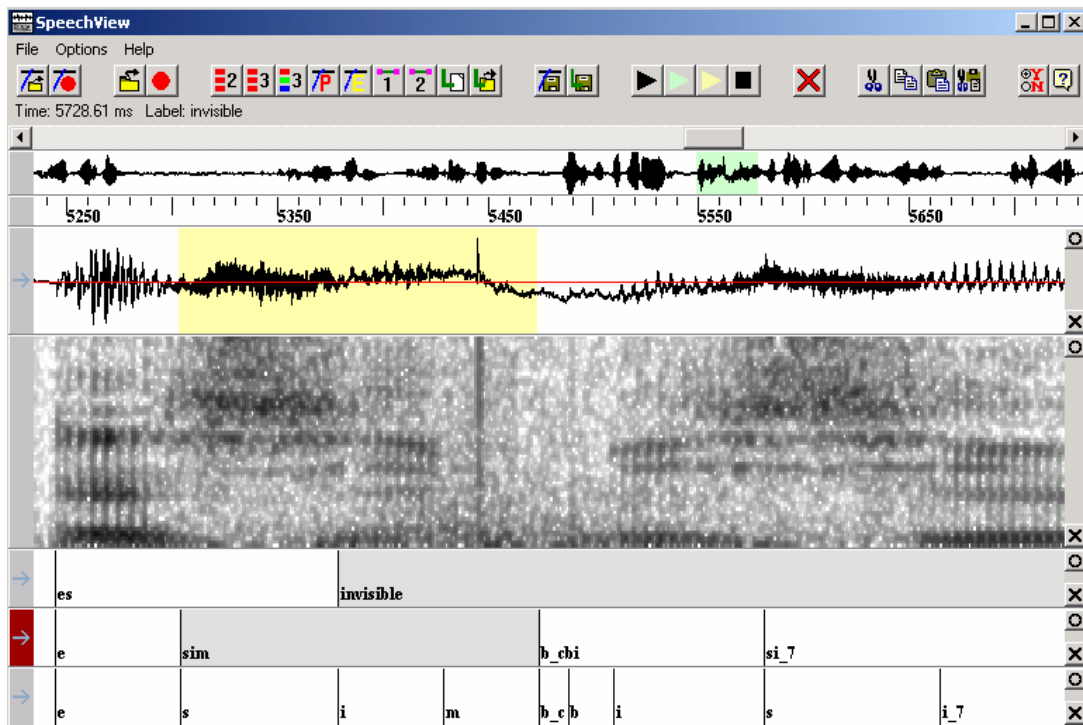 SpeechView
File Options Help
2 3 3 P E 1 2
Time: 5728.61 ms Label: invisible
5250 5350 5450 5550 5650
es invisible
e sim b_cbi si_7
e s i m b_c b i s i_7